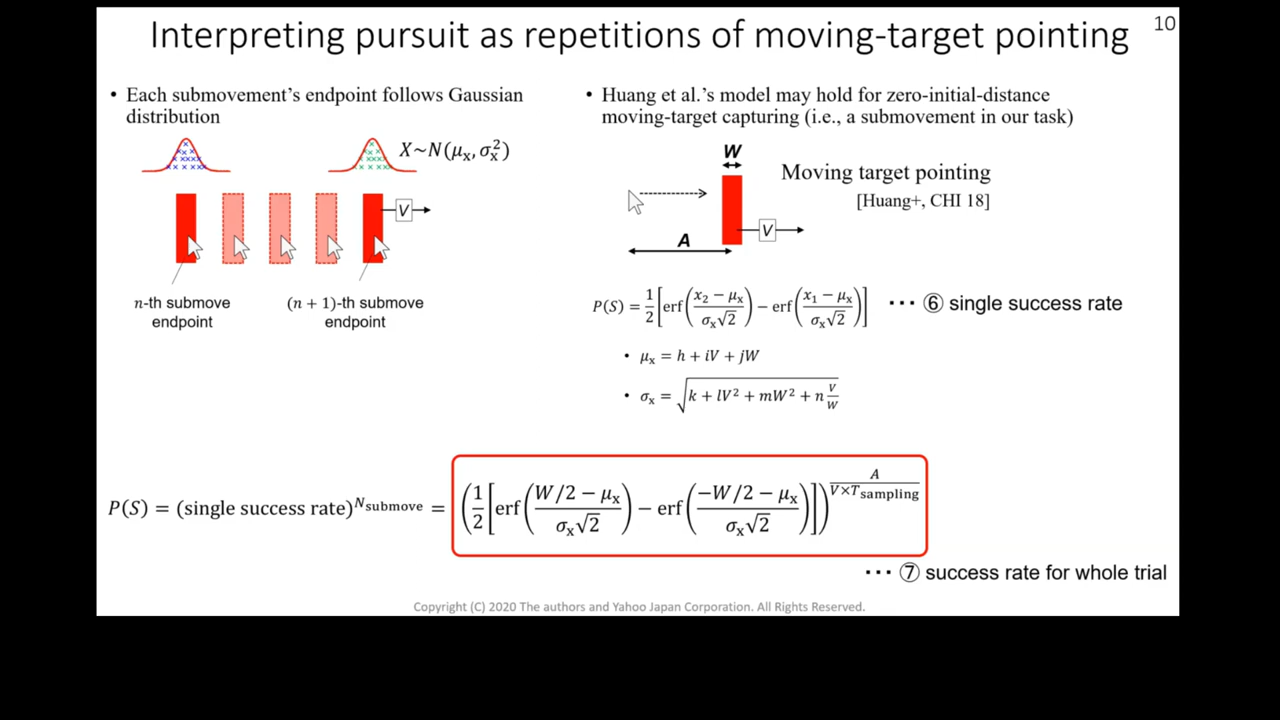 Interpreting pursuit as repetitions of moving-target pointing
10
• Each submovement's endpoint follows Gaussian
distribution
X~N(μₓ, σₓ²)
V
n-th submove
endpoint
(n + 1)-th submove
endpoint
• Huang et al.'s model may hold for zero-initial-distance
moving-target capturing (i.e., a submovement in our task)
W
Moving target pointing
[Huang+, CHI 18]
V
A
P(S) = 1/2 [erf((x₂ − μₓ)/(σₓ√2)) − erf((x₁ − μₓ)/(σₓ√2))] ··· ⑥ single success rate
• μₓ = h + iV + jW
• σₓ = √(k + lV² + mW² + n V/W)
P(S) = (single success rate)^N_submove = (1/2 [erf((W/2 − μₓ)/(σₓ√2)) − erf((−W/2 − μₓ)/(σₓ√2))])^(A/(V×T_sampling))
··· ⑦ success rate for whole trial
Copyright (C) 2020 The authors and Yahoo Japan Corporation. All Rights Reserved.